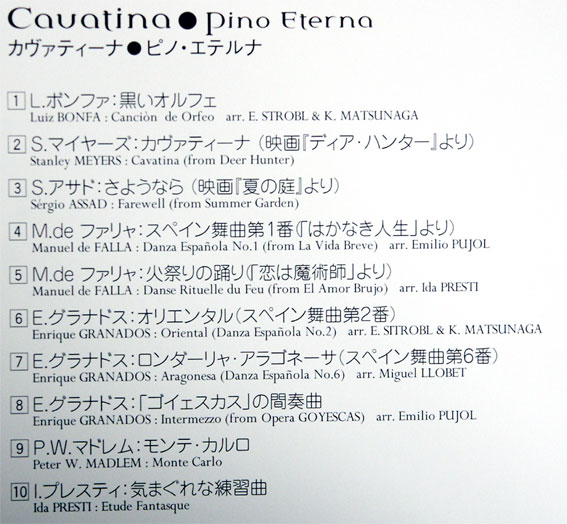 Cavatina●Pino Eterna
カヴァティーナ●ピノ・エテルナ
1 L.ボンファ：黒いオルフェ
Luiz BONFA : Canciòn de Orfeo arr. E. STROBL & K. MATSUNAGA
2 S.マイヤーズ：カヴァティーナ (映画『ディア・ハンター』より)
Stanley MEYERS : Cavatina (from Deer Hunter)
3 S.アサド：さようなら (映画『夏の庭』より)
Sérgio ASSAD : Farewell (from Summer Garden)
4 M.de ファリャ：スペイン舞曲第1番(「はかなき人生」より)
Manuel de FALLA : Danza Española No.1 (from La Vida Breve) arr. Emilio PUJOL
5 M.de ファリャ：火祭りの踊り(「恋は魔術師」より)
Manuel de FALLA : Danse Rituelle du Feu (from El Amor Brujo) arr. Ida PRESTI
6 E.グラナドス：オリエンタル(スペイン舞曲第2番)
Enrique GRANADOS : Oriental (Danza Española No.2) arr. E. SITROBL & K. MATSUNAGA
7 E.グラナドス：ロンダーリャ・アラゴネーサ(スペイン舞曲第6番)
Enrique GRANADOS : Aragonesa (Danza Española No.6) arr. Miguel LLOBET
8 E.グラナドス：「ゴイェスカス」の間奏曲
Enrique GRANADOS : Intermezzo (from Opera GOYESCAS) arr. Emilio PUJOL
9 P.W.マドレム：モンテ・カルロ
Peter W. MADLEM : Monte Carlo
10 I.プレスティ：気まぐれな練習曲
Ida PRESTI : Etude Fantasque